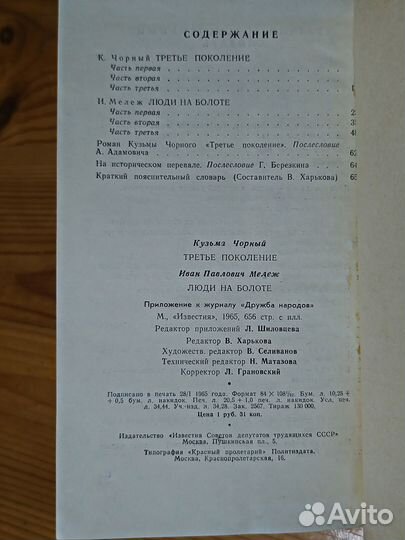 СОДЕРЖАНИЕ
К. Чорный ТРЕТЬЕ ПОКОЛЕНИЕ
Часть первая
Часть вторая
Часть третья
И. Мележ ЛЮДИ НА БОЛОТЕ
Часть первая
Часть вторая
Часть третья
Роман Кузьмы Чорного «Третье поколение». Послесловие
А. Адамовича
На историческом перевале. Послесловие Г. Березкина
Краткий пояснительный словарь (Составитель В. Харькова)
Кузьма Чорный
ТРЕТЬЕ ПОКОЛЕНИЕ
Иван Павлович Мележ
ЛЮДИ НА БОЛОТЕ
Приложение к журналу «Дружба народов»
М., «Известия», 1965, 656 стр. с илл.
Редактор приложений Л. Шиловцева
Редактор В. Харькова
Художеств. редактор В. Селиванов
Технический редактор Н. Матазова
Корректор Л. Грановский
Подписано в печать 28/I 1965 года. Формат 84 × 108/32. Бум. л. 10,25 +
+ 0,5 бум. л. накидок. Печ. л. 20,5 + 1,0 печ. л. накидок. Усл. печ.
л. 34,44. Уч.-изд. л. 34,28. Зак. 2567. Тираж 130 000.
Цена 1 руб. 31 коп.
Издательство «Известия Советов депутатов трудящихся СССР»
Москва, Пушкинская пл., 5.
Типография «Красный пролетарий» Политиздата.
Москва, Краснопролетарская, 16.
Avito